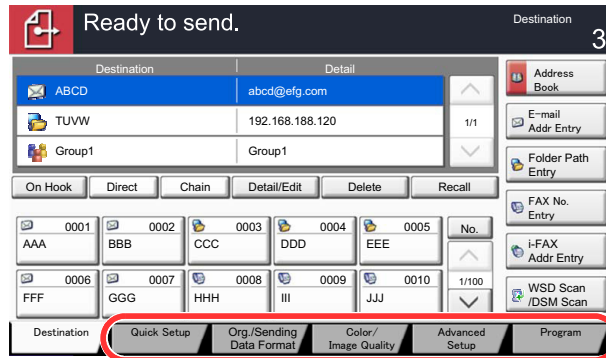 Ready to send.
Destination
3
Destination Detail
ABCD abcd@efg.com
TUVW 192.168.188.120
1/1
Group1 Group1
On Hook Direct Chain Detail/Edit Delete Recall
0001 0002 0003 0004 0005 No.
AAA BBB CCC DDD EEE
0006 0007 0008 0009 0010 1/100
FFF GGG HHH III JJJ
Address
Book
E-mail
Addr Entry
Folder Path
Entry
FAX No.
Entry
i-FAX
Addr Entry
WSD Scan
/DSM Scan
Destination
Quick Setup
Org./Sending
Data Format
Color/
Image Quality
Advanced
Setup
Program